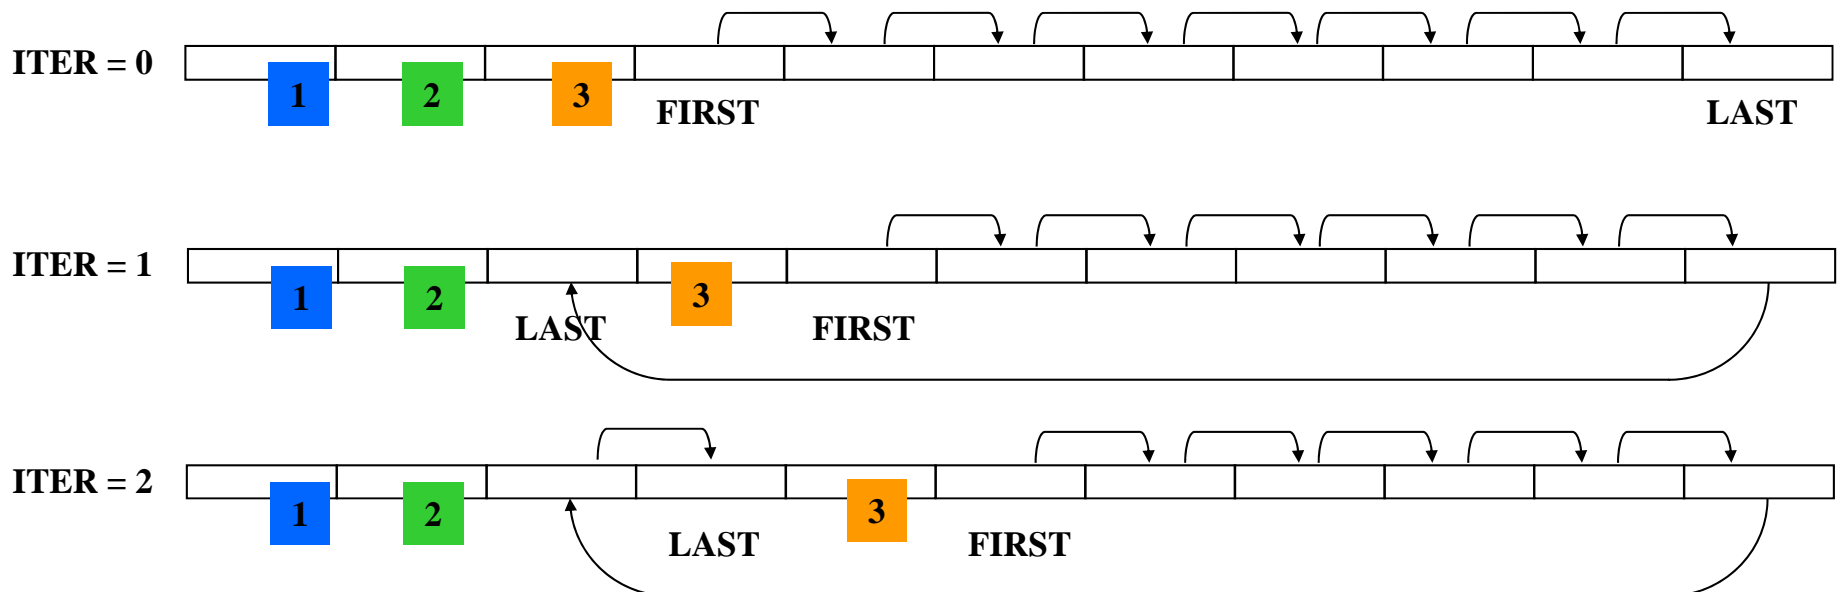 ITER = 0
1 2 3
FIRST LAST
ITER = 1
1 2 3
LAST FIRST
ITER = 2
1 2 3
LAST FIRST